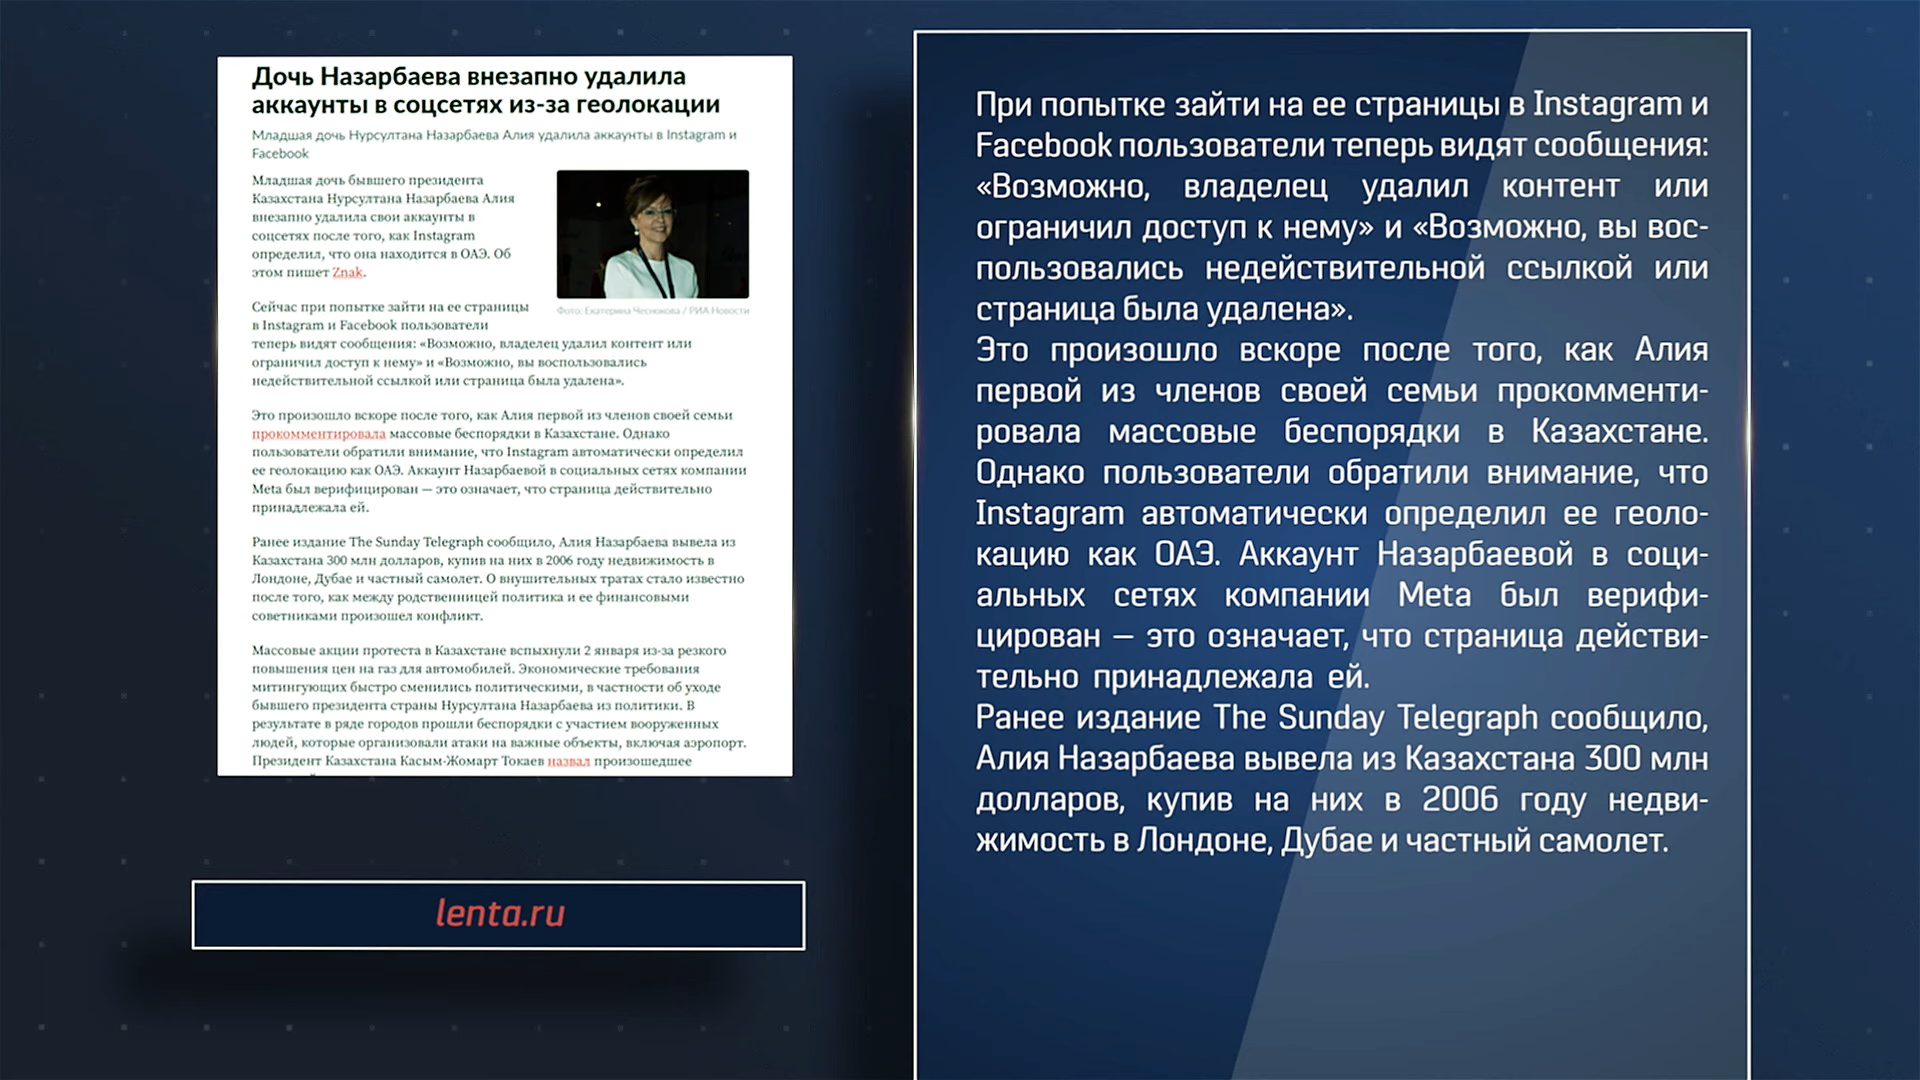 Дочь Назарбаева внезапно удалила
аккаунты в соцсетях из-за геолокации
Младшая дочь Нурсултана Назарбаева Алия удалила аккаунты в Instagram и
Facebook
Младшая дочь бывшего президента
Казахстана Нурсултана Назарбаева Алия
внезапно удалила свои аккаунты в
соцсетях после того, как Instagram
определил, что она находится в ОАЭ. Об
этом пишет Znak.
Фото: Екатерина Чеснокова / РИА Новости
Сейчас при попытке зайти на ее страницы
в Instagram и Facebook пользователи
теперь видят сообщения: «Возможно, владелец удалил контент или
ограничил доступ к нему» и «Возможно, вы воспользовались
недействительной ссылкой или страница была удалена».
Это произошло вскоре после того, как Алия первой из членов своей семьи
прокомментировала массовые беспорядки в Казахстане. Однако
пользователи обратили внимание, что Instagram автоматически определил
ее геолокацию как ОАЭ. Аккаунт Назарбаевой в социальных сетях компании
Meta был верифицирован — это означает, что страница действительно
принадлежала ей.
Ранее издание The Sunday Telegraph сообщило, Алия Назарбаева вывела из
Казахстана 300 млн долларов, купив на них в 2006 году недвижимость в
Лондоне, Дубае и частный самолет. О внушительных тратах стало известно
после того, как между родственницей политика и ее финансовыми
советниками произошел конфликт.
Массовые акции протеста в Казахстане вспыхнули 2 января из-за резкого
повышения цен на газ для автомобилей. Экономические требования
митингующих быстро сменились политическими, в частности об уходе
бывшего президента страны Нурсултана Назарбаева из политики. В
результате в ряде городов прошли беспорядки с участием вооруженных
людей, которые организовали атаки на важные объекты, включая аэропорт.
Президент Казахстана Касым-Жомарт Токаев назвал произошедшее
lenta.ru
При попытке зайти на ее страницы в Instagram и
Facebook пользователи теперь видят сообщения:
«Возможно, владелец удалил контент или
ограничил доступ к нему» и «Возможно, вы вос-
пользовались недействительной ссылкой или
страница была удалена».
Это произошло вскоре после того, как Алия
первой из членов своей семьи прокомменти-
ровала массовые беспорядки в Казахстане.
Однако пользователи обратили внимание, что
Instagram автоматически определил ее геоло-
кацию как ОАЭ. Аккаунт Назарбаевой в соци-
альных сетях компании Meta был верифи-
цирован — это означает, что страница действи-
тельно принадлежала ей.
Ранее издание The Sunday Telegraph сообщило,
Алия Назарбаева вывела из Казахстана 300 млн
долларов, купив на них в 2006 году недви-
жимость в Лондоне, Дубае и частный самолет.